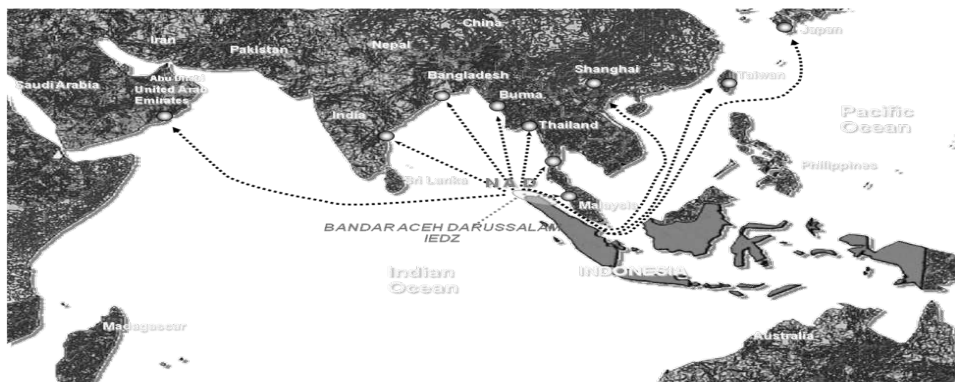 China
Japan
Iran
Nepal
Pakistan
Shanghai
Taiwan
Bangladesh
Abu Dhabi
Saudi Arabia
United Arab
Emirates
Burma
India
Thailand
Pacific
Ocean
Philippines
Sri Lanka
NAD
Malaysia
BANDAR ACEH DARUSSALAM
IEDZ
Indian
Ocean
INDONESIA
Madagascar
Australia